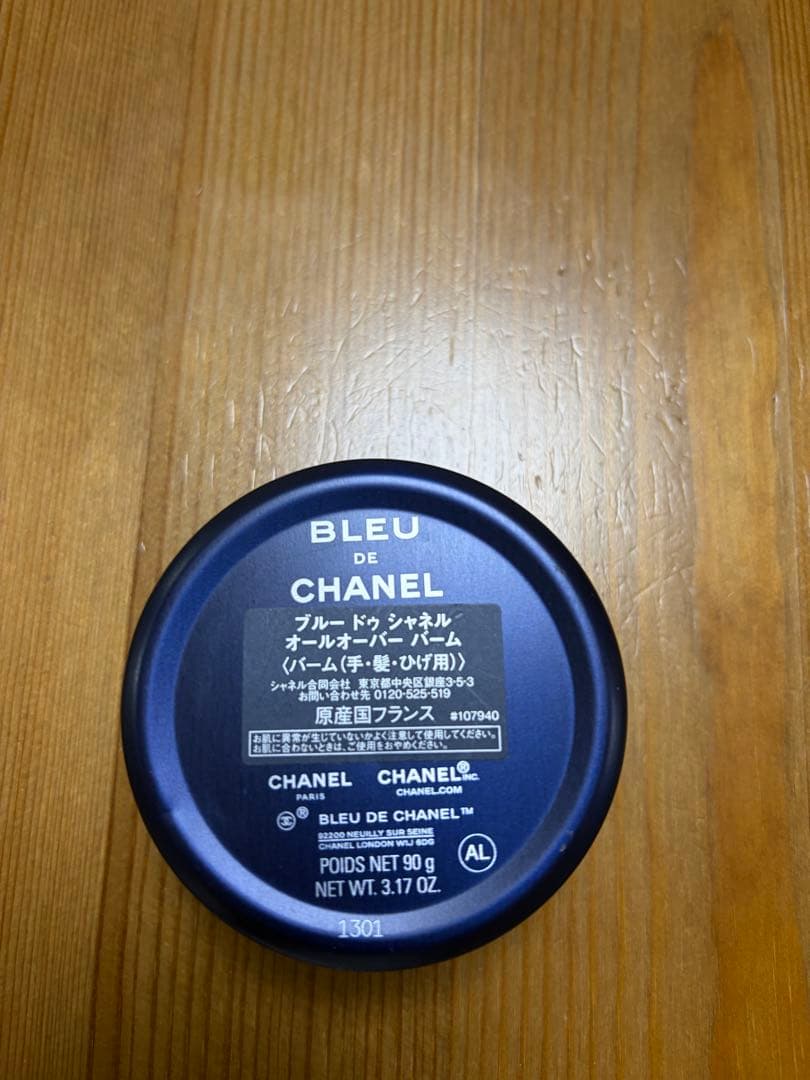 BLEU
DE
CHANEL
ブルー ドゥ シャネル
オールオーバー バーム
〈バーム(手・髪・ひげ用)〉
シャネル合同会社 東京都中央区銀座3-5-3
お問い合わせ先 0120-525-519
原産国フランス #107940
お肌に異常が生じていないかよく注意して使用してください。
お肌に合わないときは、ご使用をおやめください。
CHANEL CHANEL® INC.
PARIS CHANEL.COM
® BLEU DE CHANEL™
92200 NEUILLY SUR SEINE
CHANEL LONDON W1J 6DG
POIDS NET 90 g
NET WT. 3.17 OZ.
AL
1301